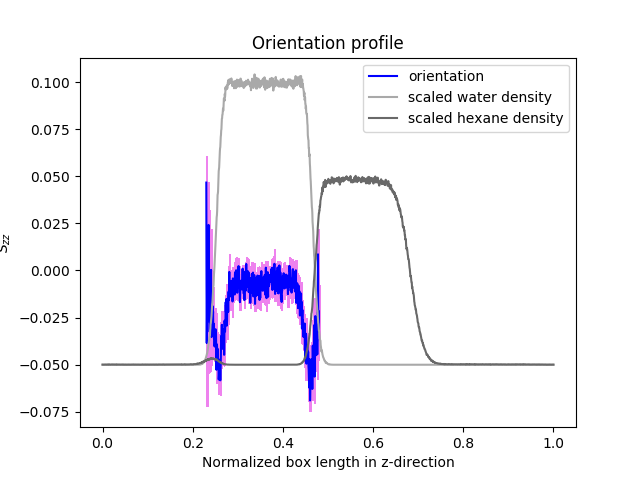 Orientation profile
orientation
scaled water density
scaled hexane density
0.100
0.075
0.050
0.025
0.000
−0.025
−0.050
−0.075
S_zz
0.0 0.2 0.4 0.6 0.8 1.0
Normalized box length in z-direction